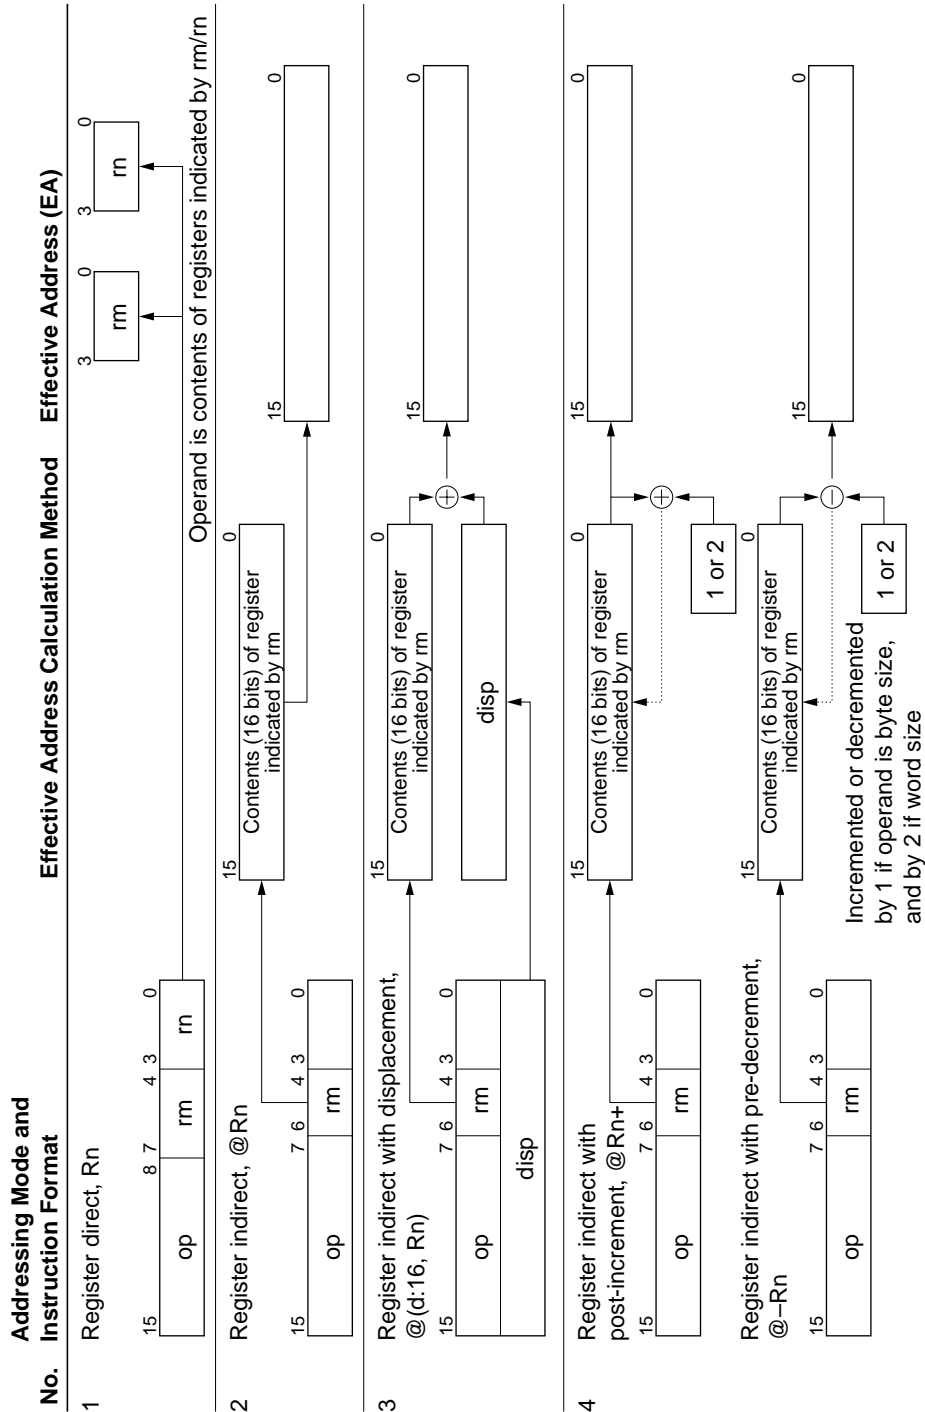 Addressing Mode and
No. Instruction Format Effective Address Calculation Method Effective Address (EA)
1 Register direct, Rn
3 0 3 0
rm rn
15 8 7 4 3 0
op rm rn
Operand is contents of registers indicated by rm/rn
2 Register indirect, @Rn
15 0
Contents (16 bits) of register
indicated by rm
15 0
15 7 6 4 3 0
op rm
3 Register indirect with displacement,
@(d:16, Rn)
15 0
Contents (16 bits) of register
indicated by rm
15 0
15 7 6 4 3 0
op rm
disp
disp
+
4 Register indirect with
post-increment, @Rn+
15 0
Contents (16 bits) of register
indicated by rm
15 0
15 7 6 4 3 0
op rm
+
1 or 2
Register indirect with pre-decrement,
@–Rn
15 0
Contents (16 bits) of register
indicated by rm
15 0
15 7 6 4 3 0
op rm
–
1 or 2
Incremented or decremented
by 1 if operand is byte size,
and by 2 if word size